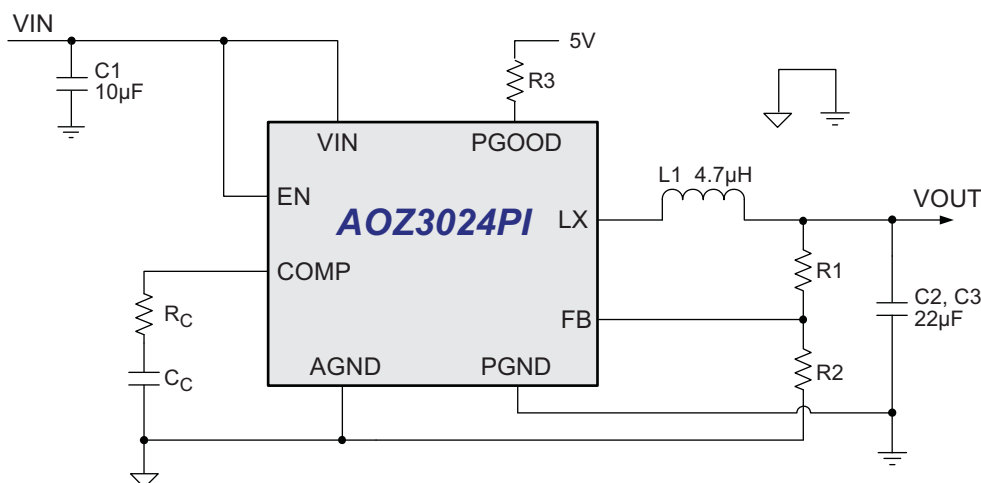 VIN
5V
C1
10µF
R3
VIN
PGOOD
L1 4.7µH
EN
VOUT
AOZ3024PI
LX
COMP
R1
C2, C3
22µF
RC
FB
AGND
PGND
R2
CC